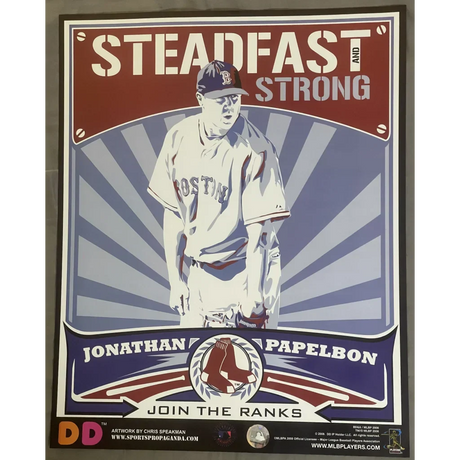 STEADFAST
AND
STRONG
B
BOSTON
JONATHAN PAPELBON
JOIN THE RANKS
DD™
ARTWORK BY CHRIS SPEAKMAN
WWW.SPORTSPROPAGANDA.COM
WWW.MLBPLAYERS.COM